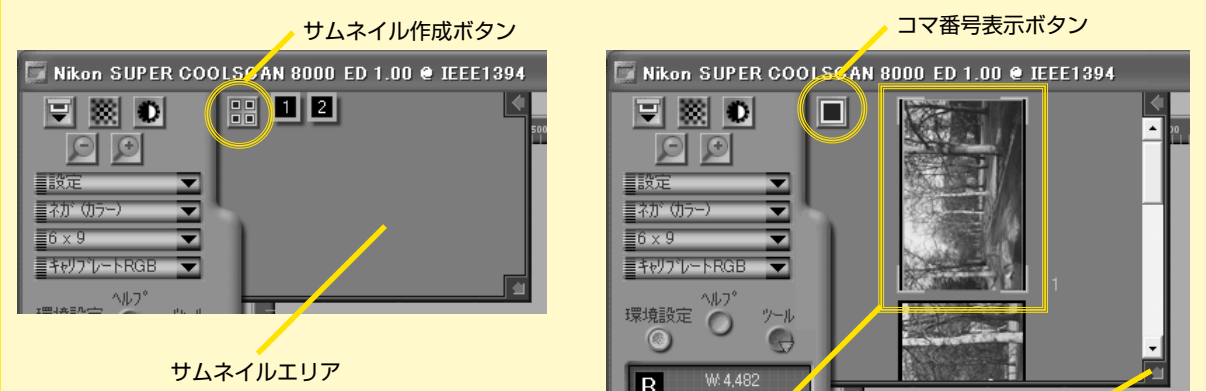 サムネイル作成ボタン
Nikon SUPER COOLSCAN 8000 ED 1.00 @ IEEE1394
1 2
500
設定
ネガ (カラー)
6 x 9
キャリブレートRGB
ヘルプ
環境設定 ツール
サムネイルエリア
コマ番号表示ボタン
Nikon SUPER COOLSCAN 8000 ED 1.00 @ IEEE1394
設定
ネガ (カラー)
6 x 9
キャリブレートRGB
1
ヘルプ
環境設定 ツール
R W:4,482